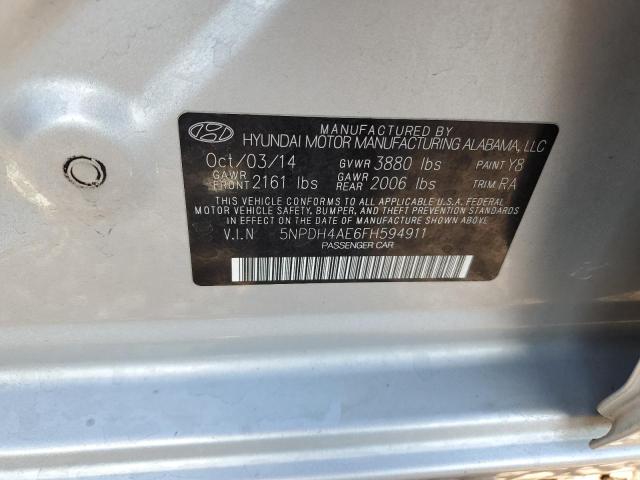 MANUFACTURED BY
HYUNDAI MOTOR MANUFACTURING ALABAMA, LLC
Oct/03/14 GVWR 3880 lbs PAINT Y8
GAWR FRONT 2161 lbs GAWR REAR 2006 lbs TRIM RA
THIS VEHICLE CONFORMS TO ALL APPLICABLE U.S.A. FEDERAL
MOTOR VEHICLE SAFETY, BUMPER, AND THEFT PREVENTION STANDARDS
IN EFFECT ON THE DATE OF MANUFACTURE SHOWN ABOVE.
V.I.N 5NPDH4AE6FH594911
PASSENGER CAR